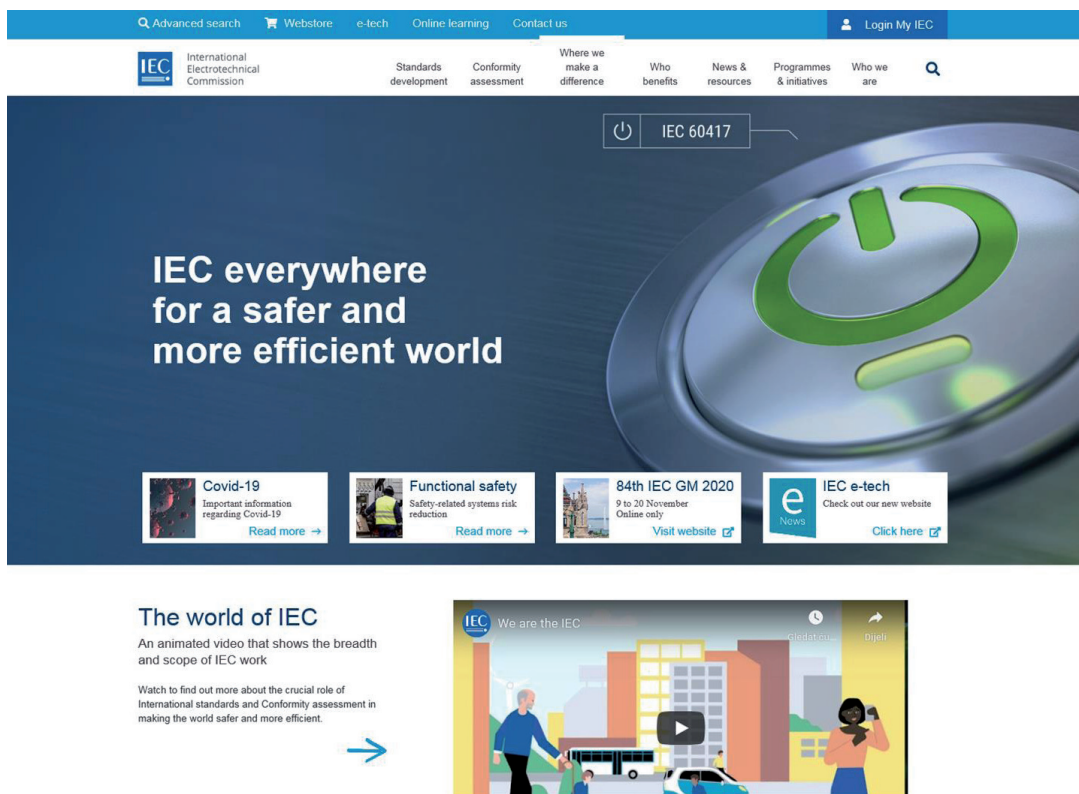 Advanced search Webstore e-tech Online learning Contact us Login My IEC
IEC
International
Electrotechnical
Commission
Standards
development
Conformity
assessment
Where we
make a
difference
Who
benefits
News &
resources
Programmes
& initiatives
Who we
are
IEC 60417
IEC everywhere
for a safer and
more efficient world
Covid-19
Important information
regarding Covid-19
Read more →
Functional safety
Safety-related systems risk
reduction
Read more →
84th IEC GM 2020
9 to 20 November
Online only
Visit website
e
News
IEC e-tech
Check out our new website
Click here
The world of IEC
An animated video that shows the breadth
and scope of IEC work
Watch to find out more about the crucial role of
International standards and Conformity assessment in
making the world safer and more efficient.
IEC We are the IEC
Gledat ću... Dijeli